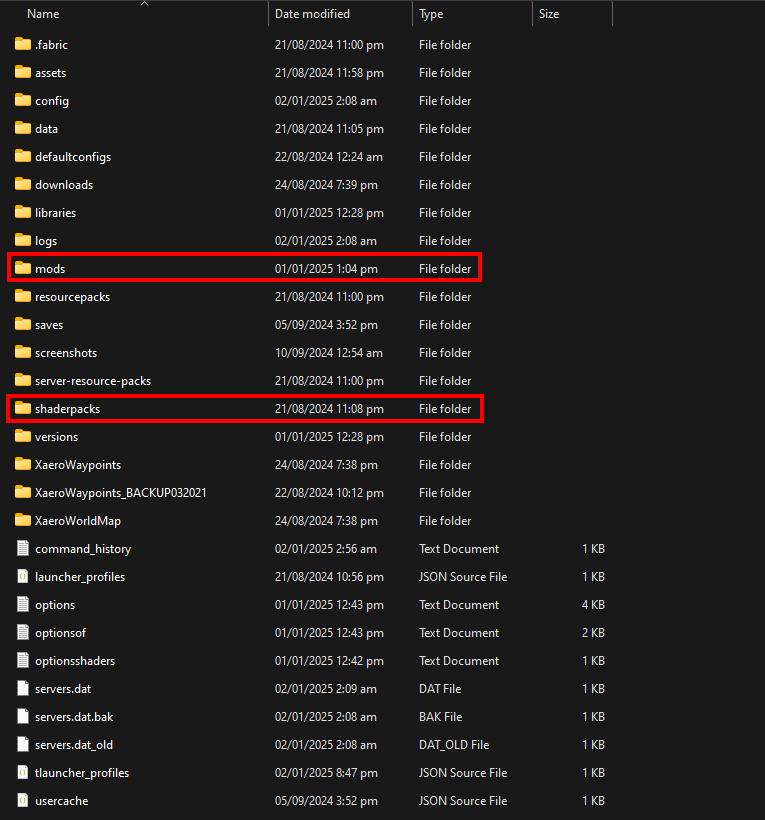 Name Date modified Type Size
.fabric 21/08/2024 11:00 pm File folder
assets 21/08/2024 11:58 pm File folder
config 02/01/2025 2:08 am File folder
data 21/08/2024 11:05 pm File folder
defaultconfigs 22/08/2024 12:24 am File folder
downloads 24/08/2024 7:39 pm File folder
libraries 01/01/2025 12:28 pm File folder
logs 02/01/2025 2:08 am File folder
mods 01/01/2025 1:04 pm File folder
resourcepacks 21/08/2024 11:00 pm File folder
saves 05/09/2024 3:52 pm File folder
screenshots 10/09/2024 12:54 am File folder
server-resource-packs 21/08/2024 11:00 pm File folder
shaderpacks 21/08/2024 11:08 pm File folder
versions 01/01/2025 12:28 pm File folder
XaeroWaypoints 24/08/2024 7:38 pm File folder
XaeroWaypoints_BACKUP032021 22/08/2024 10:12 pm File folder
XaeroWorldMap 24/08/2024 7:38 pm File folder
command_history 02/01/2025 2:56 am Text Document 1 KB
launcher_profiles 21/08/2024 10:56 pm JSON Source File 1 KB
options 01/01/2025 12:43 pm Text Document 4 KB
optionsof 01/01/2025 12:43 pm Text Document 2 KB
optionsshaders 01/01/2025 12:42 pm Text Document 1 KB
servers.dat 02/01/2025 2:09 am DAT File 1 KB
servers.dat.bak 02/01/2025 2:08 am BAK File 1 KB
servers.dat_old 02/01/2025 2:08 am DAT_OLD File 1 KB
tlauncher_profiles 02/01/2025 8:47 pm JSON Source File 1 KB
usercache 05/09/2024 3:52 pm JSON Source File 1 KB